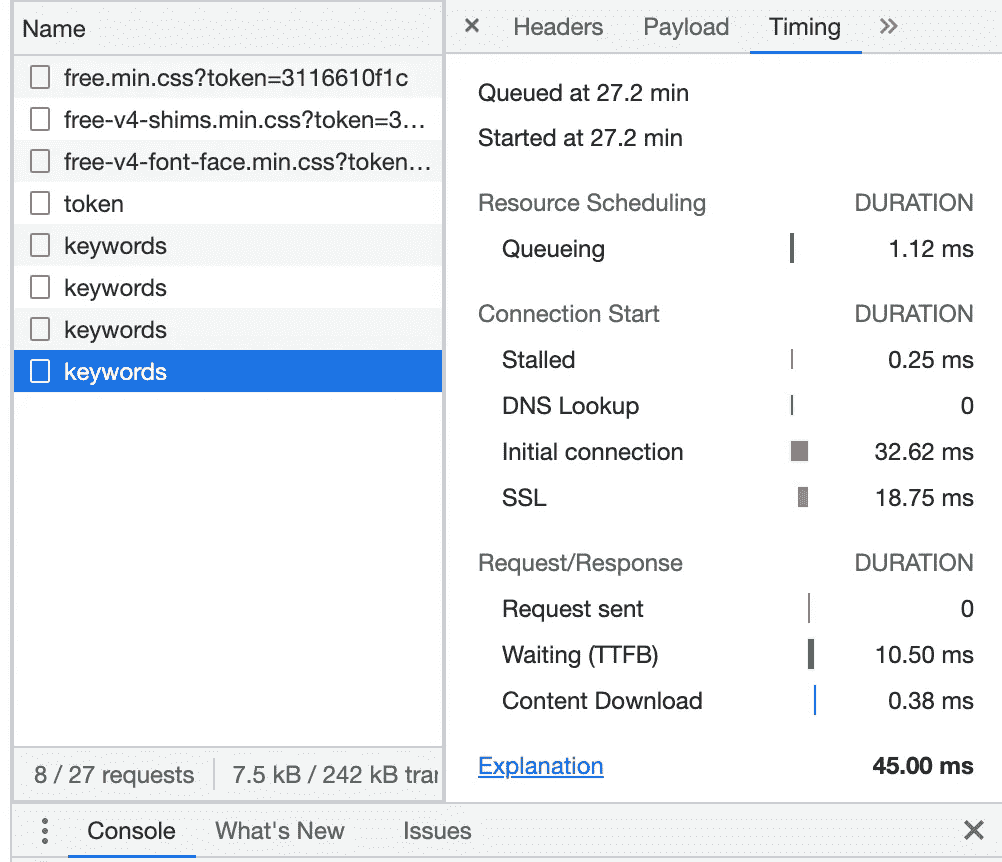 Name
free.min.css?token=3116610f1c
free-v4-shims.min.css?token=3...
free-v4-font-face.min.css?token...
token
keywords
keywords
keywords
keywords
8 / 27 requests
7.5 kB / 242 kB
× Headers Payload Timing »
Queued at 27.2 min
Started at 27.2 min
Resource Scheduling DURATION
Queueing 1.12 ms
Connection Start DURATION
Stalled 0.25 ms
DNS Lookup 0
Initial connection 32.62 ms
SSL 18.75 ms
Request/Response DURATION
Request sent 0
Waiting (TTFB) 10.50 ms
Content Download 0.38 ms
Explanation 45.00 ms
Console What's New Issues ×